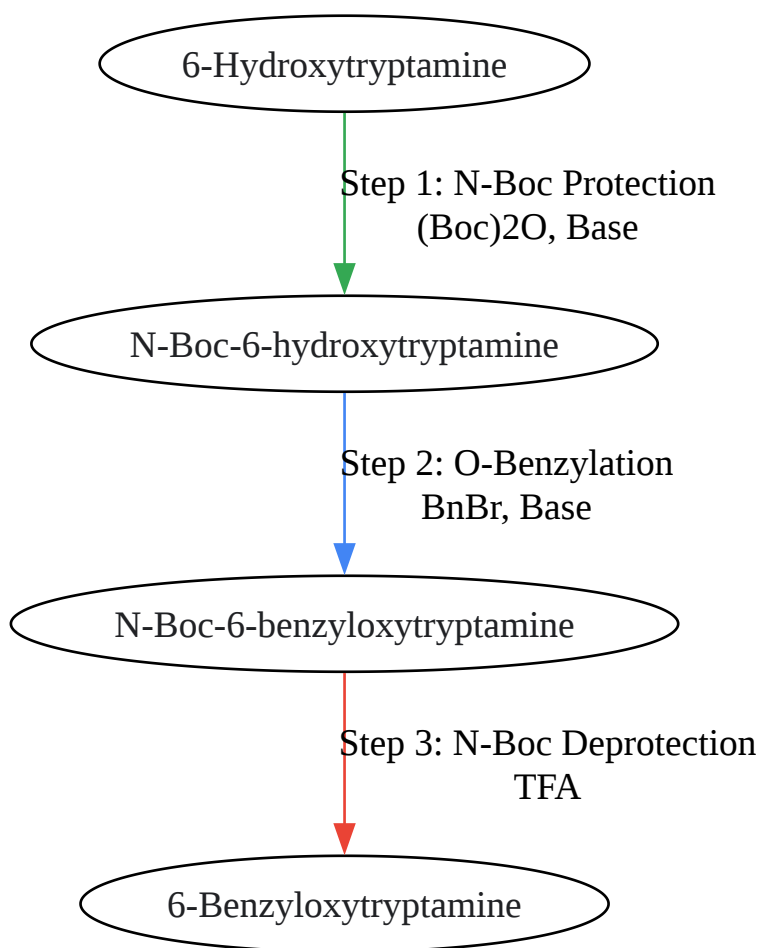 6-Hydroxytryptamine
Step 1: N-Boc Protection
(Boc)2O, Base
N-Boc-6-hydroxytryptamine
Step 2: O-Benzylation
BnBr, Base
N-Boc-6-benzyloxytryptamine
Step 3: N-Boc Deprotection
TFA
6-Benzyloxytryptamine